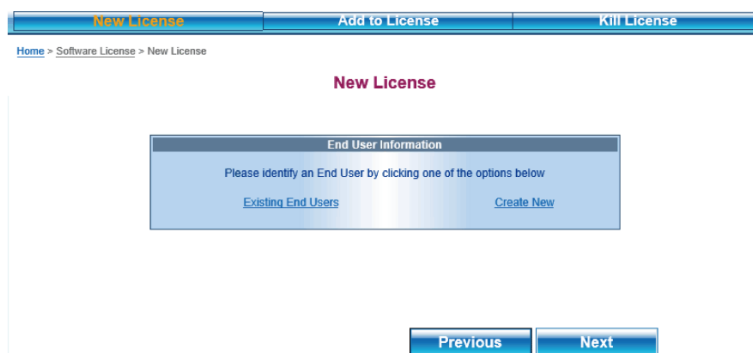 New License Add to License Kill License
Home > Software License > New License
New License
End User Information
Please identify an End User by clicking one of the options below
Existing End Users Create New
Previous Next